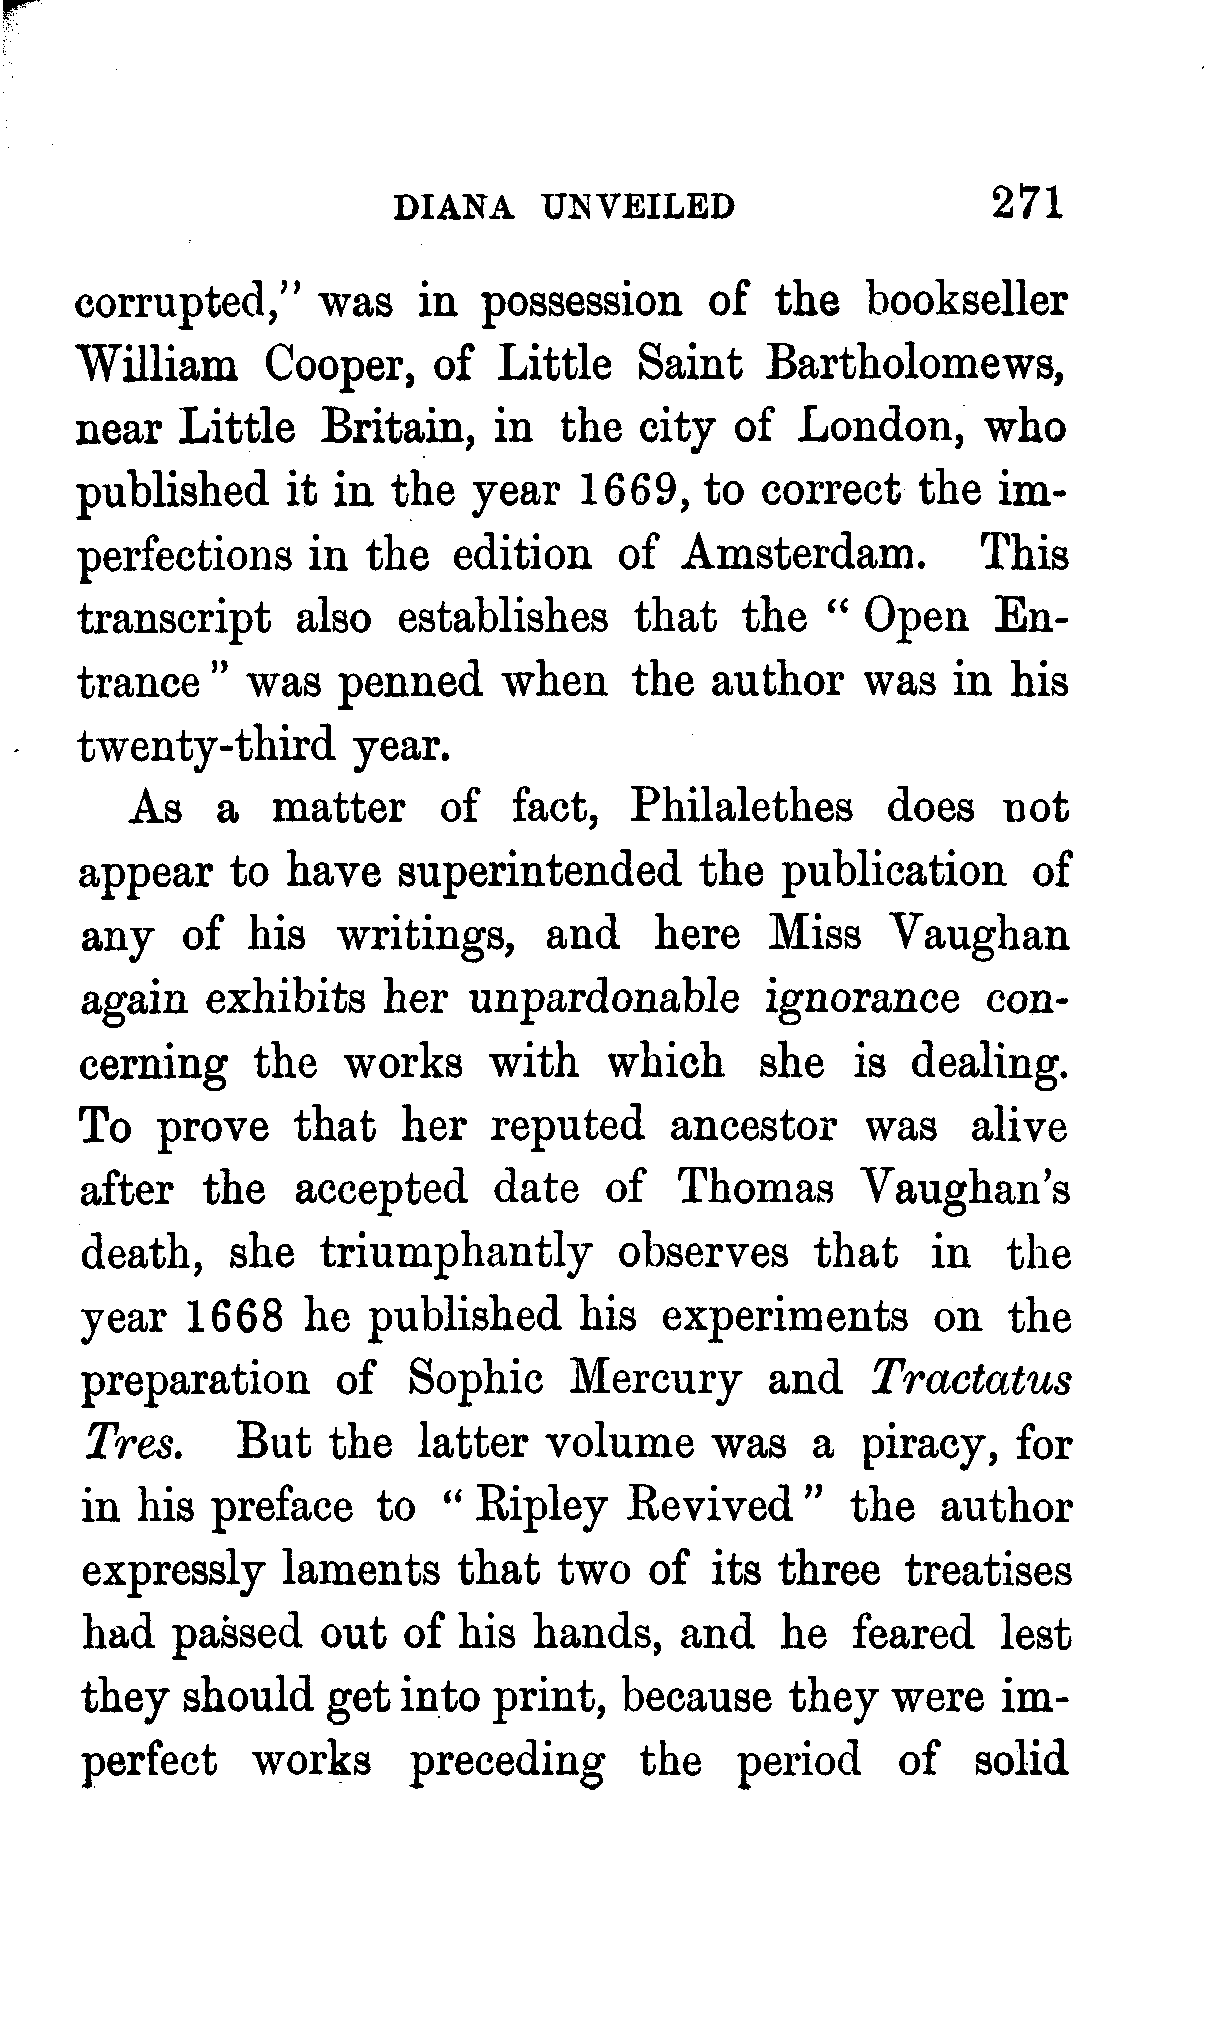 DIANA UNVEILED 271
corrupted," was in possession of the bookseller
William Cooper, of Little Saint Bartholomews,
near Little Britain, in the city of London, who
published it in the year 1669, to correct the im-
perfections in the edition of Amsterdam. This
transcript also establishes that the " Open En-
trance " was penned when the author was in his
twenty-third year.
As a matter of fact, Philalethes does not
appear to have superintended the publication of
any of his writings, and here Miss Vaughan
again exhibits her unpardonable ignorance con-
cerning the works with which she is dealing.
To prove that her reputed ancestor was alive
after the accepted date of Thomas Vaughan's
death, she triumphantly observes that in the
year 1668 he published his experiments on the
preparation of Sophic Mercury and Tractatus
Tres. But the latter volume was a piracy, for
in his preface to " Ripley Revived " the author
expressly laments that two of its three treatises
had passed out of his hands, and he feared lest
they should get into print, because they were im-
perfect works preceding the period of solid